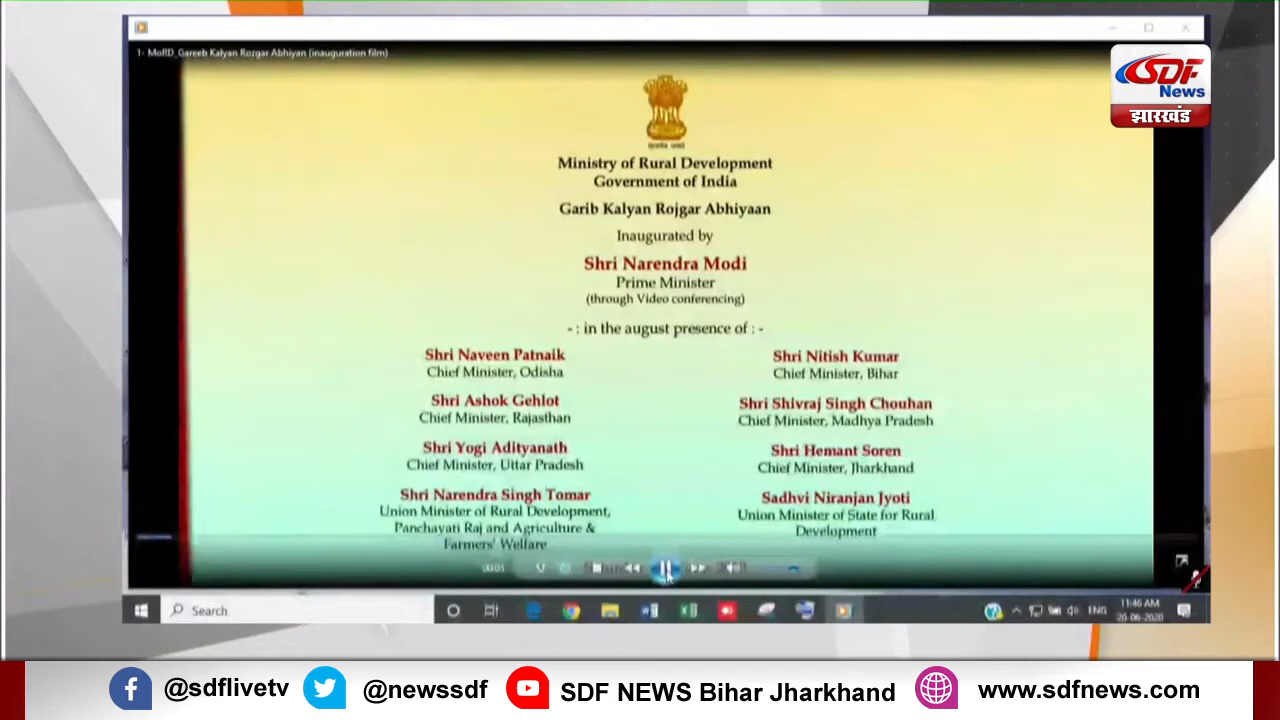 1- MoRD_Gareeb Kalyan Rozgar Abhiyan (inauguration film)
SDF
News
झारखंड
Ministry of Rural Development
Government of India
Garib Kalyan Rojgar Abhiyaan
Inaugurated by
Shri Narendra Modi
Prime Minister
(through Video conferencing)
- : in the august presence of : -
Shri Naveen Patnaik
Chief Minister, Odisha
Shri Nitish Kumar
Chief Minister, Bihar
Shri Ashok Gehlot
Chief Minister, Rajasthan
Shri Shivraj Singh Chouhan
Chief Minister, Madhya Pradesh
Shri Yogi Adityanath
Chief Minister, Uttar Pradesh
Shri Hemant Soren
Chief Minister, Jharkhand
Shri Narendra Singh Tomar
Union Minister of Rural Development,
Panchayati Raj and Agriculture &
Farmers' Welfare
Sadhvi Niranjan Jyoti
Union Minister of State for Rural
Development
Search
ENG
11:46 AM
20-06-2020
@sdflivetv
@newssdf
SDF NEWS Bihar Jharkhand
www.sdfnews.com